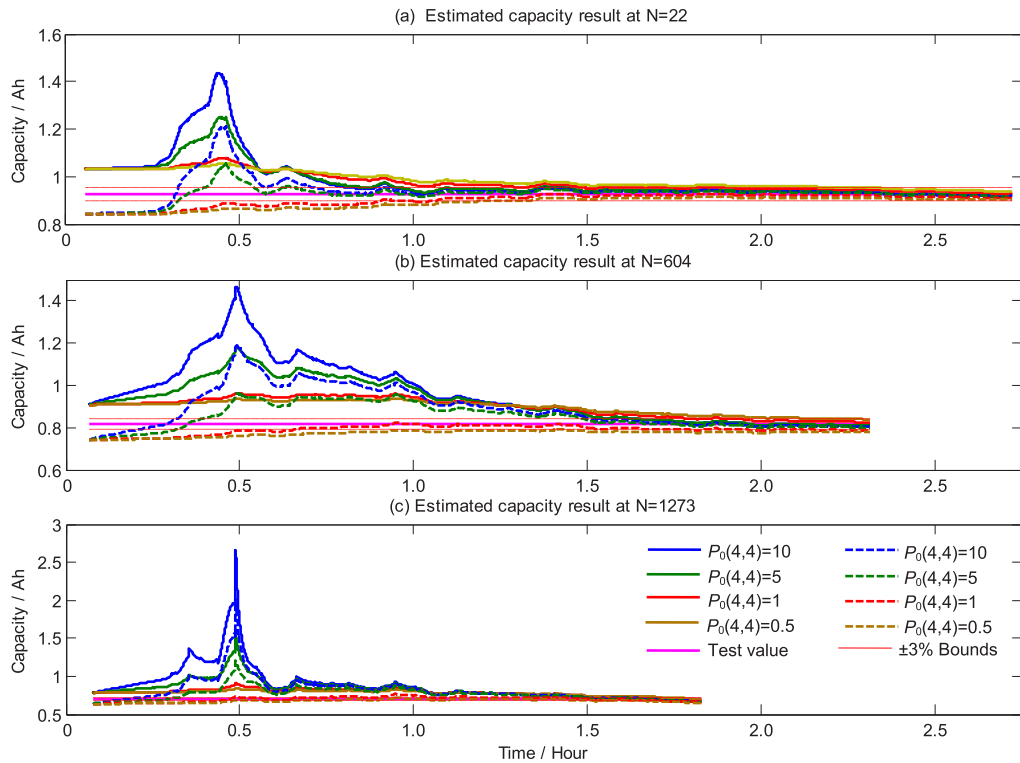 (a) Estimated capacity result at N=22
1.6
1.4
1.2
1
0.8
Capacity / Ah
0
0.5
1.0
1.5
2.0
2.5
(b) Estimated capacity result at N=604
1.4
1.2
1.0
0.8
0.6
Capacity / Ah
0
0.5
1.0
1.5
2.0
2.5
(c) Estimated capacity result at N=1273
3
2.5
2
1.5
1
0.5
Capacity / Ah
P0(4,4)=10
P0(4,4)=5
P0(4,4)=1
P0(4,4)=0.5
Test value
P0(4,4)=10
P0(4,4)=5
P0(4,4)=1
P0(4,4)=0.5
±3% Bounds
0
0.5
1.0
1.5
2.0
2.5
Time / Hour